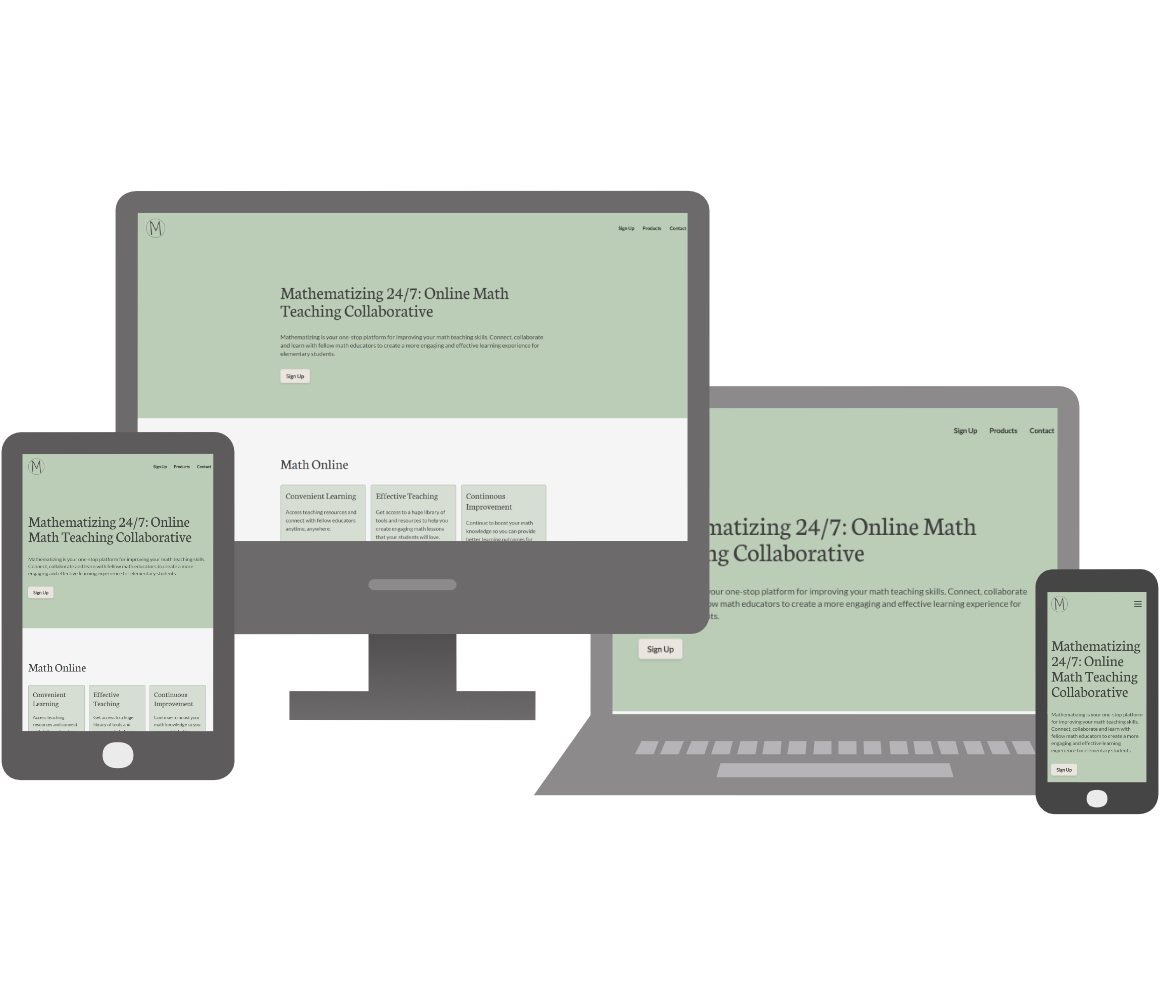 M
Sign Up Products Contact
Mathematizing 24/7: Online Math
Teaching Collaborative
Mathematizing is your one-stop platform for improving your math teaching skills. Connect, collaborate
and learn with fellow math educators to create a more engaging and effective learning experience for
elementary students.
Sign Up
Math Online
Convenient Learning
Access teaching resources and
connect with fellow educators
anytime, anywhere.
Effective Teaching
Get access to a huge library of
tools and resources to help you
create engaging math lessons
that your students will love.
Continuous
Improvement
Continue to boost your math
knowledge so you can provide
better learning outcomes for
M
Sign Up Products Contact
Mathematizing 24/7: Online
Math Teaching Collaborative
Mathematizing is your one-stop platform for improving your math teaching skills.
Connect, collaborate and learn with fellow math educators to create a more
engaging and effective learning experience for elementary students.
Sign Up
Math Online
Convenient
Learning
Access teaching
resources and connect
Effective
Teaching
Get access to a huge
library of tools and
Continuous
Improvement
Continue to boost your
math knowledge so you
Sign Up Products Contact
matizing 24/7: Online Math
ng Collaborative
our one-stop platform for improving your math teaching skills. Connect, collaborate
ow math educators to create a more engaging and effective learning experience for
ts.
Sign Up
M
Mathematizing
24/7: Online
Math Teaching
Collaborative
Mathematizing is your one-stop platform
for improving your math teaching skills.
Connect, collaborate and learn with
fellow math educators to create a more
engaging and effective learning
experience for elementary students.
Sign Up